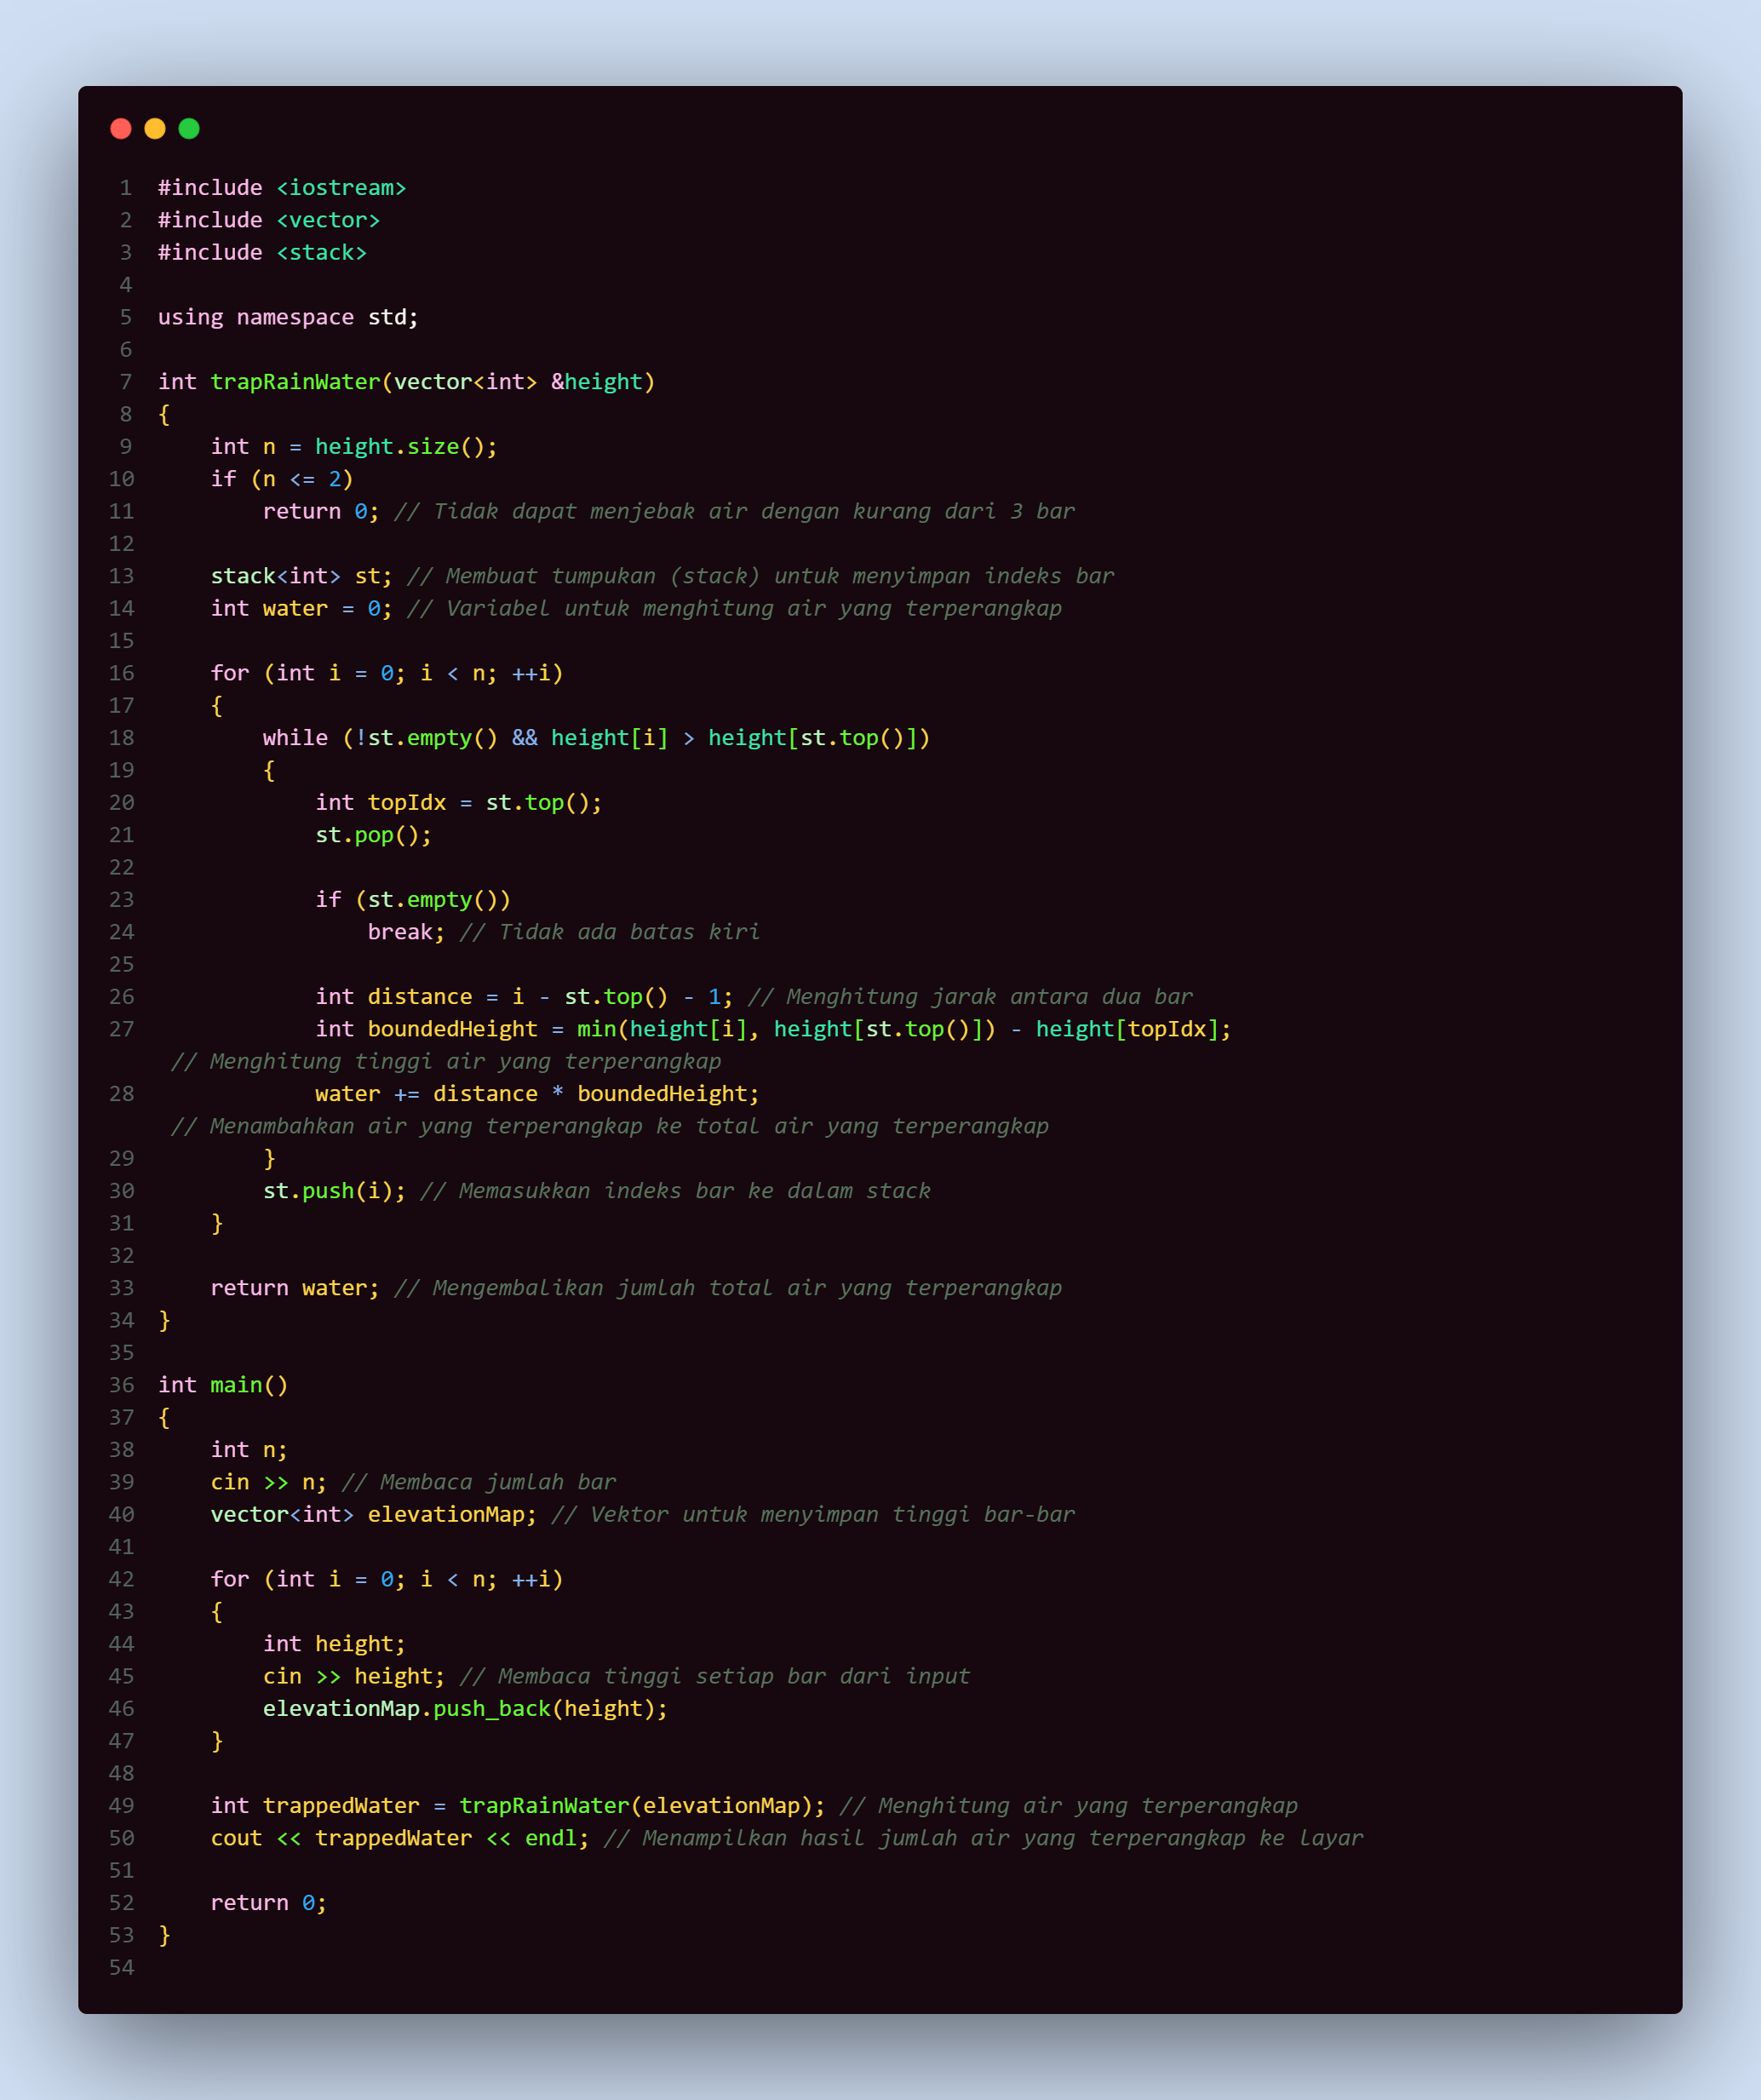 1 #include <iostream>
2 #include <vector>
3 #include <stack>
4
5 using namespace std;
6
7 int trapRainWater(vector<int> &height)
8 {
9     int n = height.size();
10     if (n <= 2)
11         return 0; // Tidak dapat menjebak air dengan kurang dari 3 bar
12
13     stack<int> st; // Membuat tumpukan (stack) untuk menyimpan indeks bar
14     int water = 0; // Variabel untuk menghitung air yang terperangkap
15
16     for (int i = 0; i < n; ++i)
17     {
18         while (!st.empty() && height[i] > height[st.top()])
19         {
20             int topIdx = st.top();
21             st.pop();
22
23             if (st.empty())
24                 break; // Tidak ada batas kiri
25
26             int distance = i - st.top() - 1; // Menghitung jarak antara dua bar
27             int boundedHeight = min(height[i], height[st.top()]) - height[topIdx];
 // Menghitung tinggi air yang terperangkap
28             water += distance * boundedHeight;
 // Menambahkan air yang terperangkap ke total air yang terperangkap
29         }
30         st.push(i); // Memasukkan indeks bar ke dalam stack
31     }
32
33     return water; // Mengembalikan jumlah total air yang terperangkap
34 }
35
36 int main()
37 {
38     int n;
39     cin >> n; // Membaca jumlah bar
40     vector<int> elevationMap; // Vektor untuk menyimpan tinggi bar-bar
41
42     for (int i = 0; i < n; ++i)
43     {
44         int height;
45         cin >> height; // Membaca tinggi setiap bar dari input
46         elevationMap.push_back(height);
47     }
48
49     int trappedWater = trapRainWater(elevationMap); // Menghitung air yang terperangkap
50     cout << trappedWater << endl; // Menampilkan hasil jumlah air yang terperangkap ke layar
51
52     return 0;
53 }
54